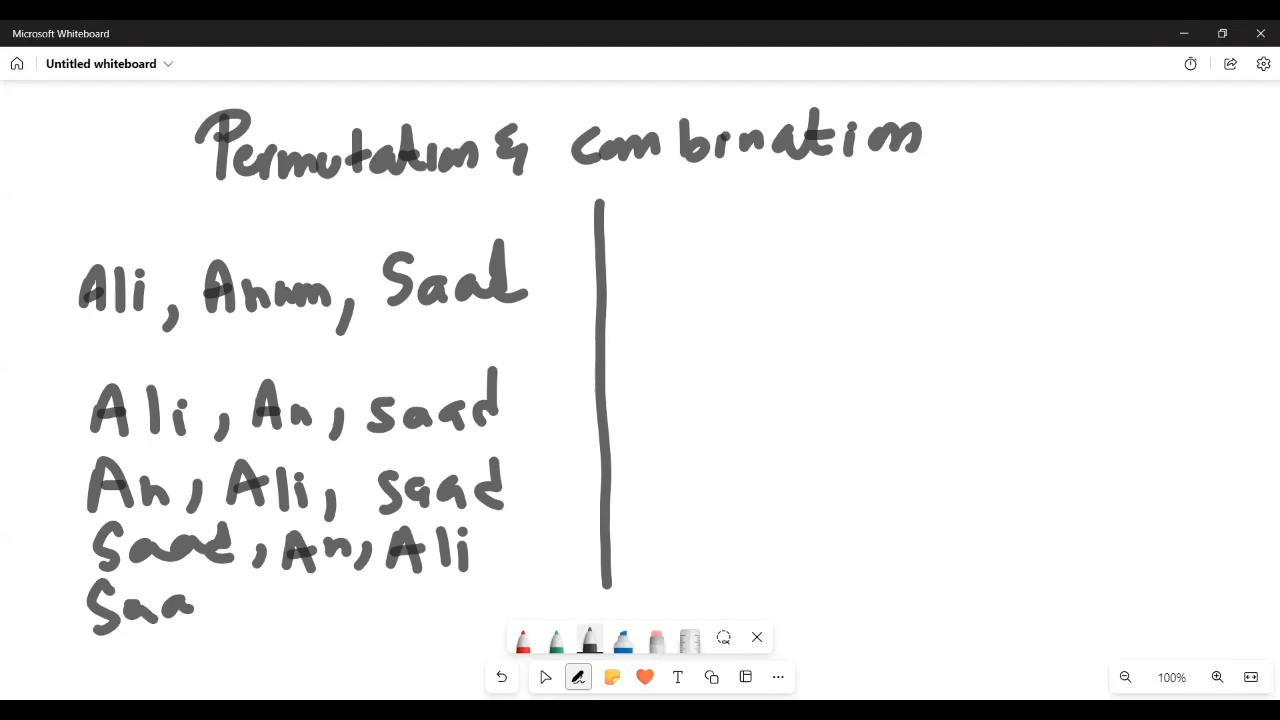 Microsoft Whiteboard
Untitled whiteboard
Permutation & combination
Ali, Anum, Saad
Ali, An, saad
An, Ali, saad
Saad, An, Ali
Saa
100%